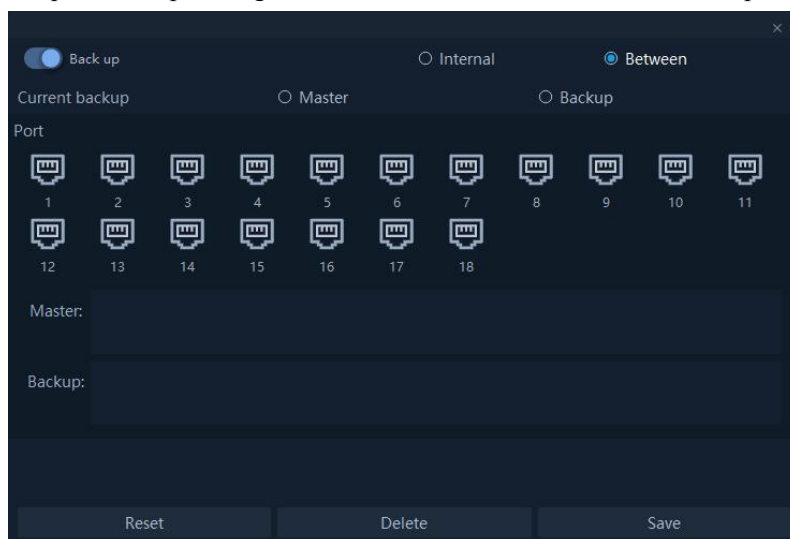 ×
Back up Internal Between
Current backup Master Backup
Port
1 2 3 4 5 6 7 8 9 10 11
12 13 14 15 16 17 18
Master:
Backup:
Reset Delete Save